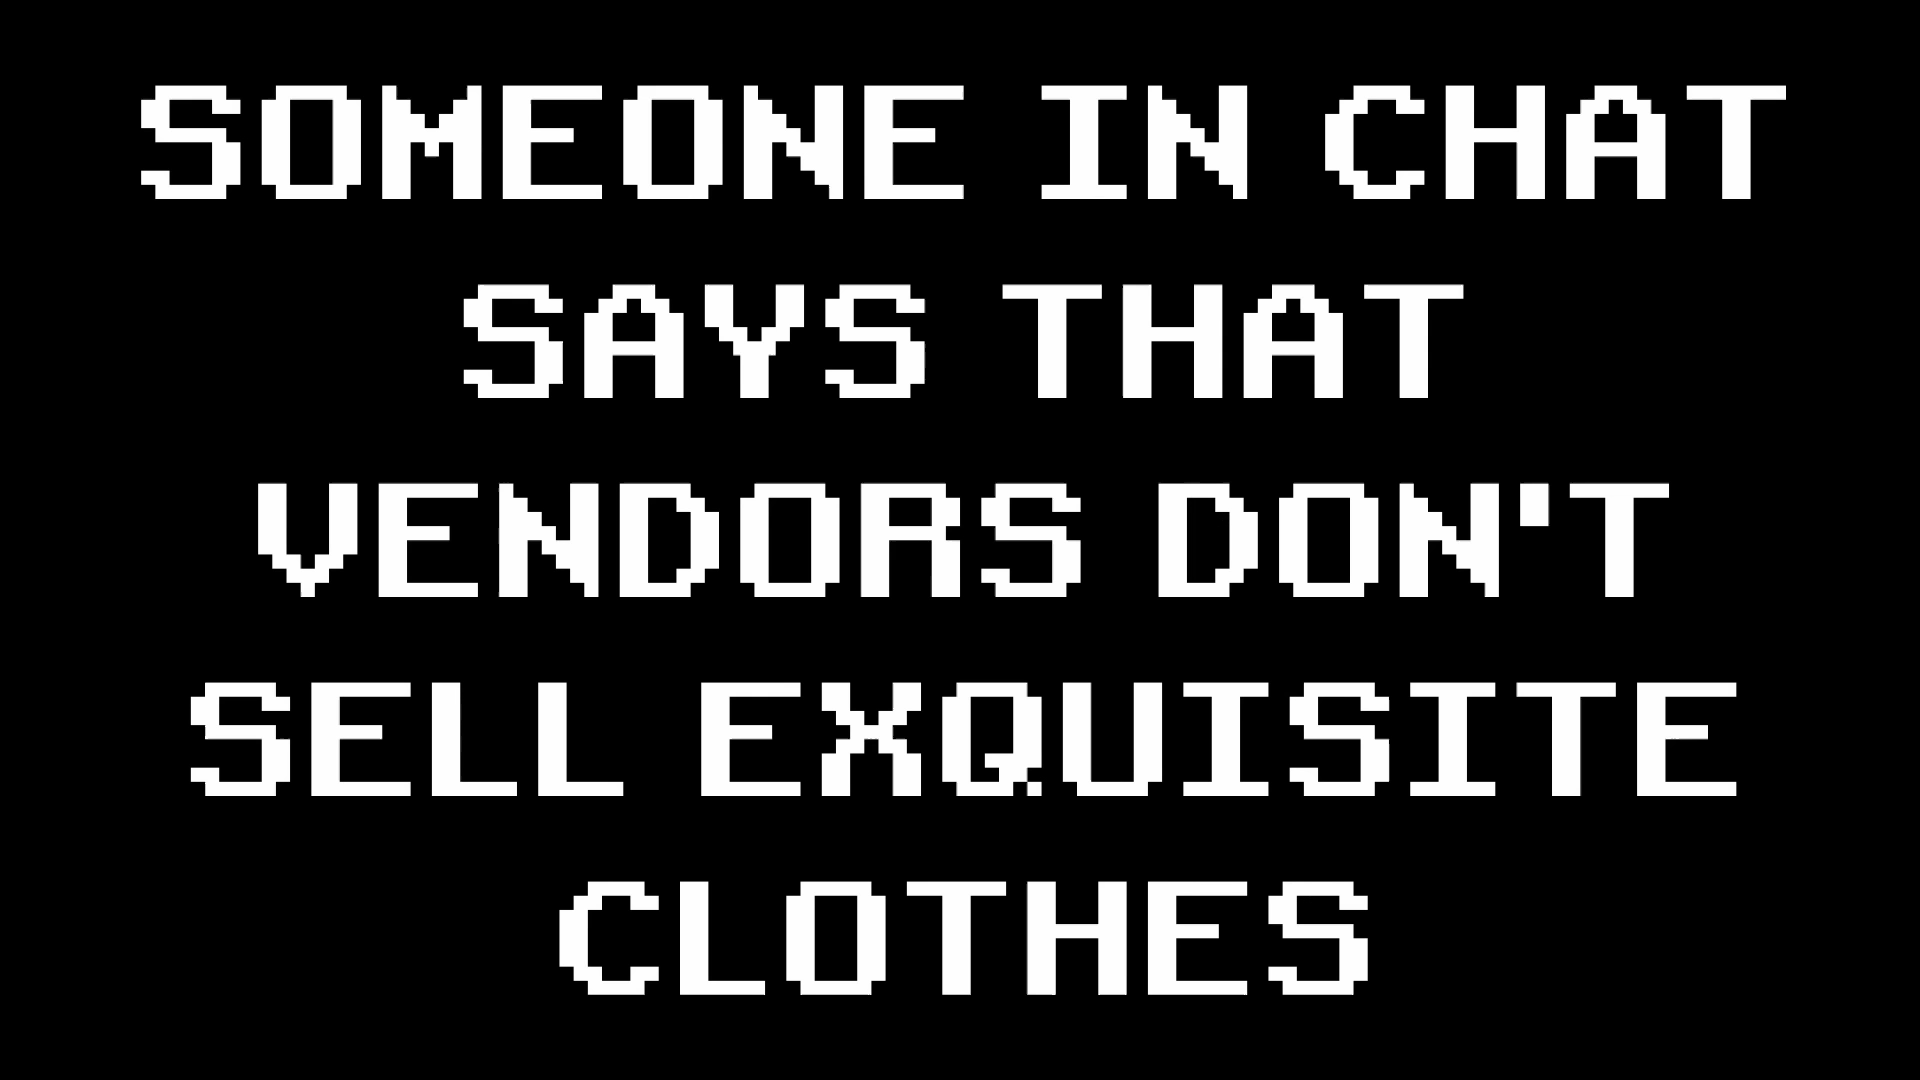 SOMEONE IN CHAT
SAYS THAT
VENDORS DON'T
SELL EXQUISITE
CLOTHES